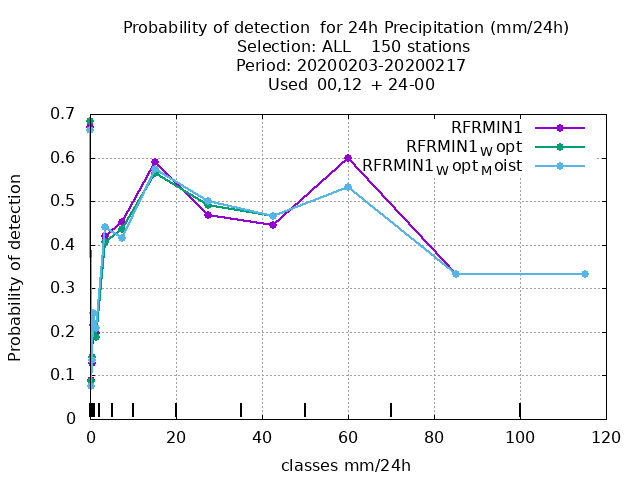 Probability of detection  for 24h Precipitation (mm/24h)
Selection: ALL    150 stations
Period: 20200203-20200217
Used  00,12  + 24-00
RFRMIN1
RFRMIN1_W opt
RFRMIN1_W opt_M oist
0.7
0.6
0.5
0.4
0.3
0.2
0.1
0
Probability of detection
0 20 40 60 80 100 120
classes mm/24h